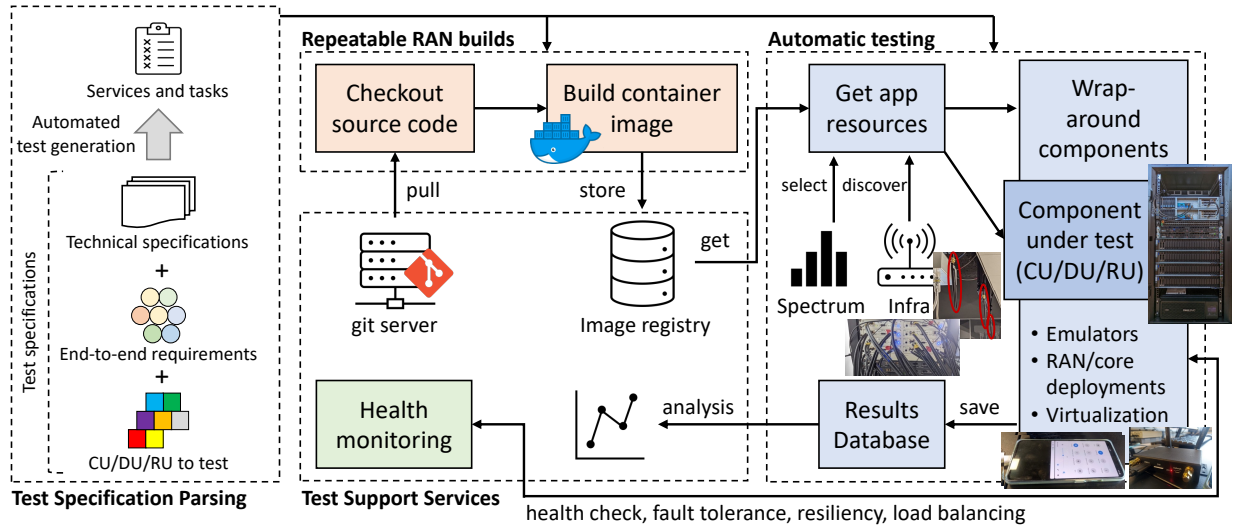 Services and tasks
Automated
test generation
Test specifications
Technical specifications
+
End-to-end requirements
+
CU/DU/RU to test
Test Specification Parsing
Repeatable RAN builds
Checkout
source code
Build container
image
pull
store
git server
Image registry
get
Health
monitoring
analysis
Test Support Services
Automatic testing
Get app
resources
Wrap-
around
components
select
discover
Spectrum
Infra
Component
under test
(CU/DU/RU)
• Emulators
• RAN/core
deployments
• Virtualization
Results
Database
save
health check, fault tolerance, resiliency, load balancing